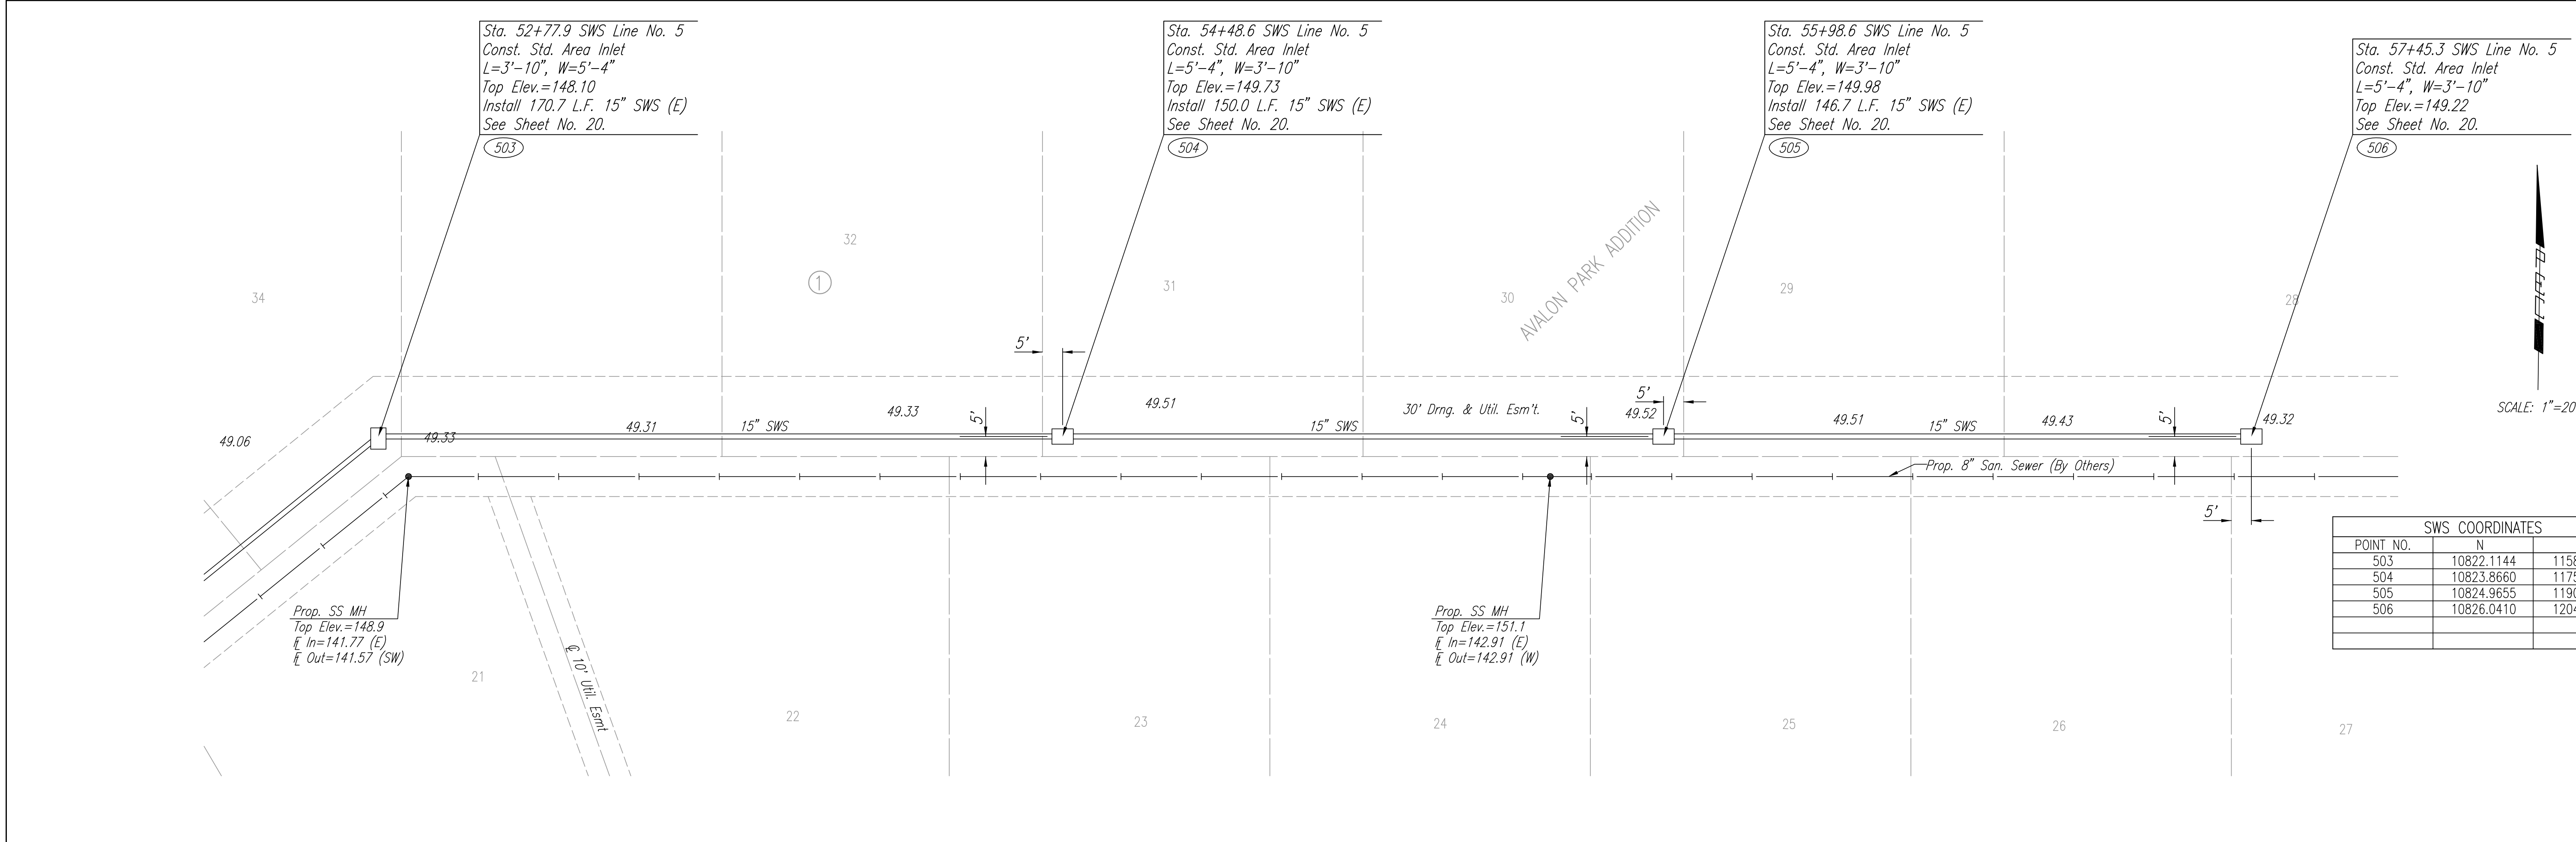 Sta. 52+77.9 SWS Line No. 5
Const. Std. Area Inlet
L=3'-10", W=5'-4"
Top Elev.=148.10
Install 170.7 L.F. 15" SWS (E)
See Sheet No. 20.
503
Sta. 54+48.6 SWS Line No. 5
Const. Std. Area Inlet
L=5'-4", W=3'-10"
Top Elev.=149.73
Install 150.0 L.F. 15" SWS (E)
See Sheet No. 20.
504
Sta. 55+98.6 SWS Line No. 5
Const. Std. Area Inlet
L=5'-4", W=3'-10"
Top Elev.=149.98
Install 146.7 L.F. 15" SWS (E)
See Sheet No. 20.
505
Sta. 57+45.3 SWS Line No. 5
Const. Std. Area Inlet
L=5'-4", W=3'-10"
Top Elev.=149.22
See Sheet No. 20.
506
34
32
1
31
30
AVALON PARK ADDITION
29
28
SCALE: 1"=20
5'
5'
49.06
49.33
49.31
15" SWS
49.33
5'
49.51
15" SWS
30' Drng. & Util. Esm't.
5'
49.52
49.51
15" SWS
49.43
5'
49.32
Prop. 8" San. Sewer (By Others)
5'
Prop. SS MH
Top Elev.=148.9
FL In=141.77 (E)
FL Out=141.57 (SW)
℄ 10' Util. Esmt
Prop. SS MH
Top Elev.=151.1
FL In=142.91 (E)
FL Out=142.91 (W)
21
22
23
24
25
26
27
SWS COORDINATES
POINT NO. N
503 10822.1144 1158
504 10823.8660 1175
505 10824.9655 1190
506 10826.0410 1204